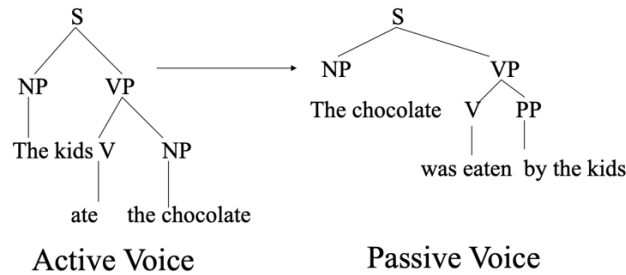 S S
NP VP NP VP
The chocolate V PP
The kids V NP
was eaten by the kids
ate the chocolate
Active Voice Passive Voice